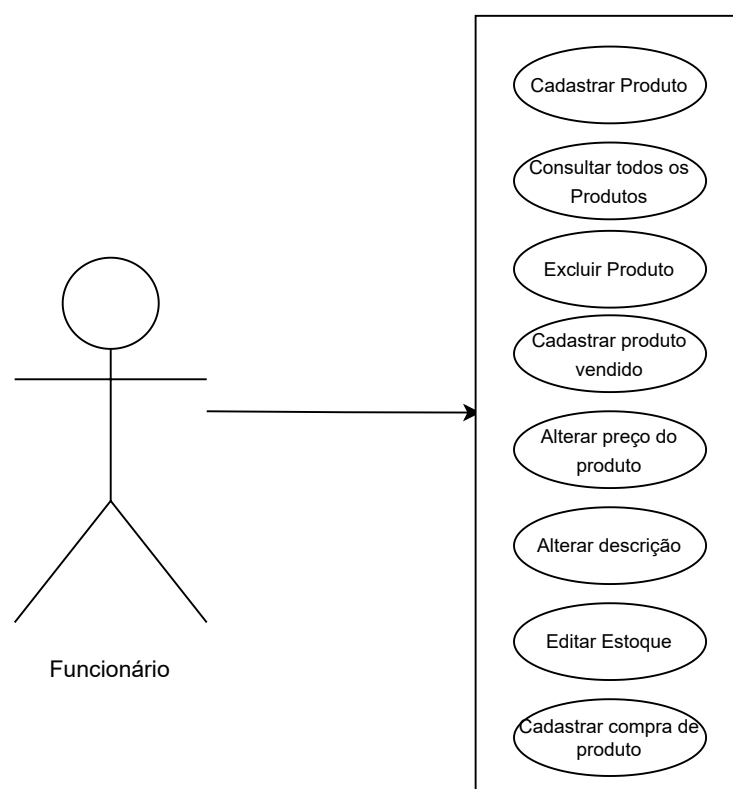 Cadastrar Produto
Consultar todos os
Produtos
Excluir Produto
Cadastrar produto
vendido
Alterar preço do
produto
Alterar descrição
Editar Estoque
Cadastrar compra de
produto
Funcionário